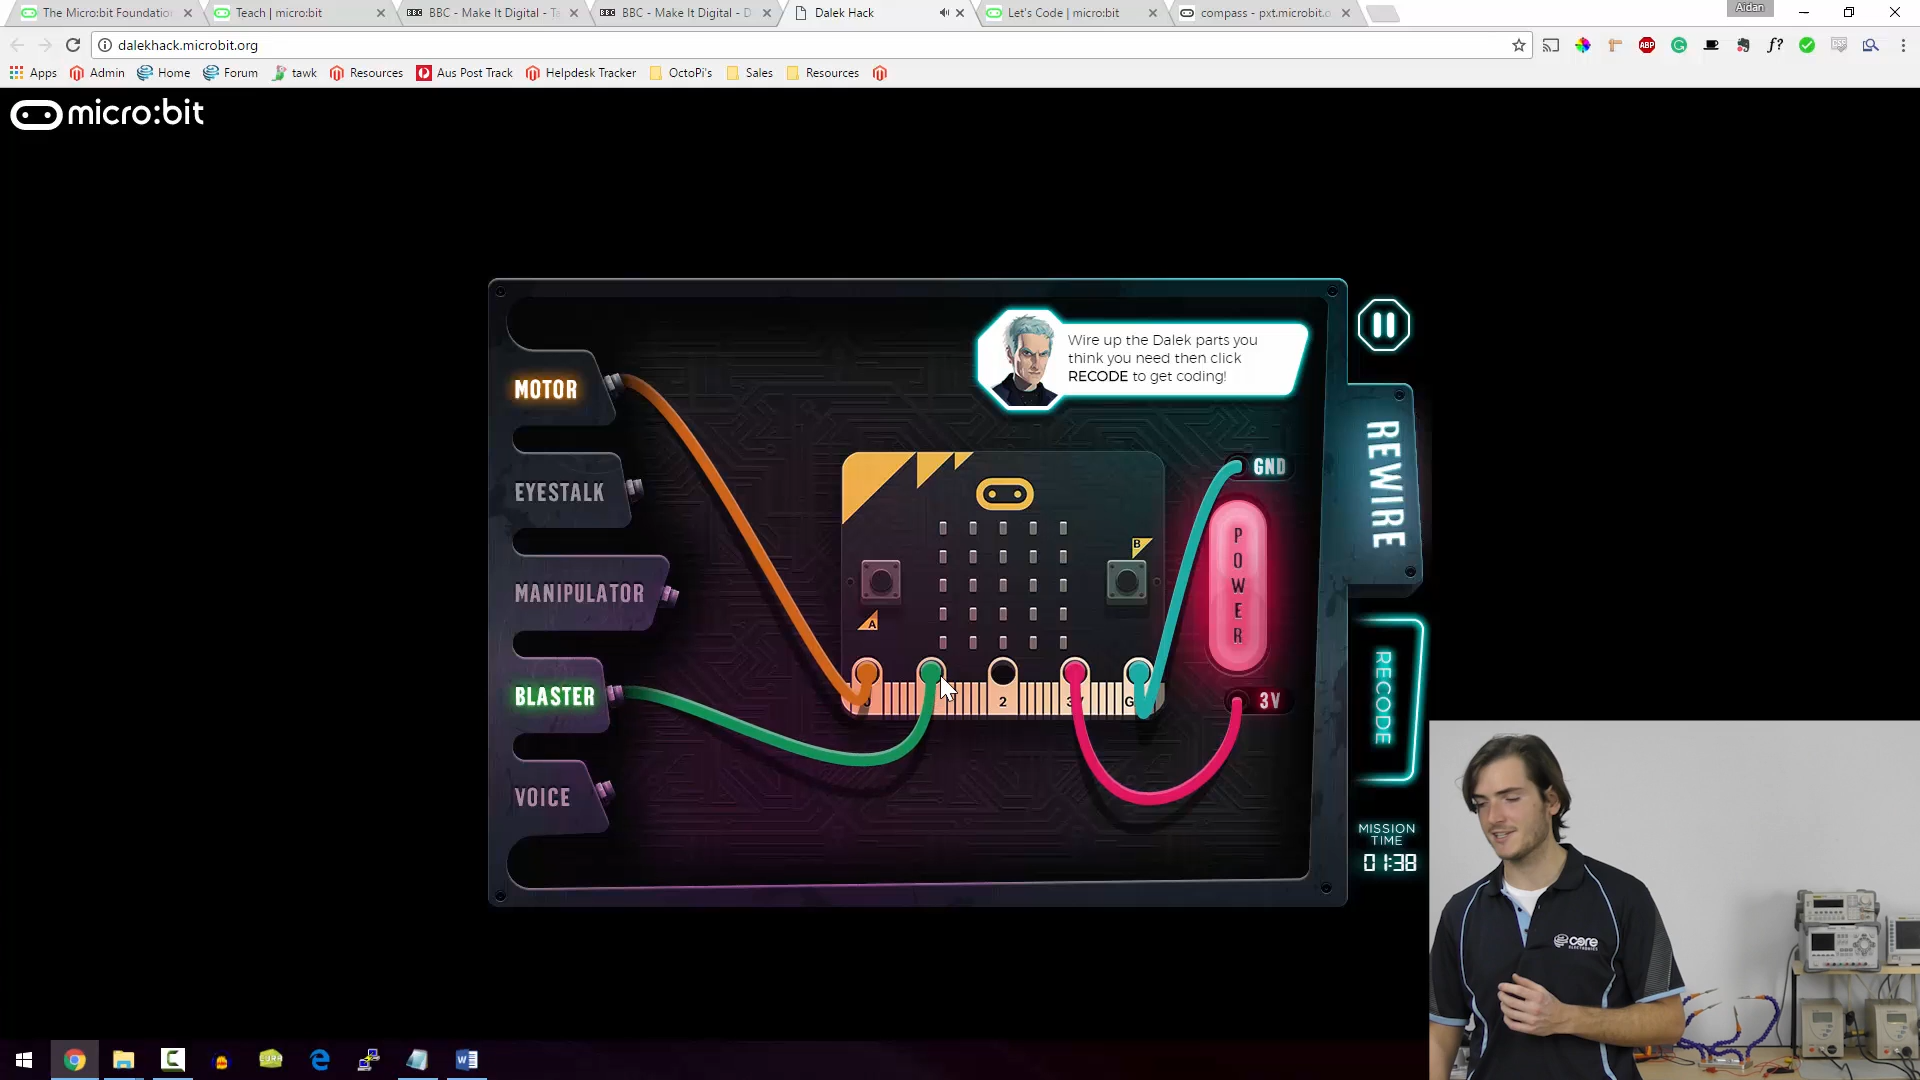 The Micro:bit Foundatio
Teach | micro:bit
BBC - Make It Digital - T
BBC - Make It Digital - D
Dalek Hack
Let's Code | micro:bit
compass - pxt.microbit.o
Aidan
dalekhack.microbit.org
Apps
Admin
Home
Forum
tawk
Resources
Aus Post Track
Helpdesk Tracker
OctoPi's
Sales
Resources
micro:bit
Wire up the Dalek parts you
think you need then click
RECODE to get coding!
MOTOR
EYESTALK
MANIPULATOR
BLASTER
VOICE
A
B
2
GND
POWER
3V
REWIRE
RECODE
MISSION
TIME
01:38
core
ELECTRONICS